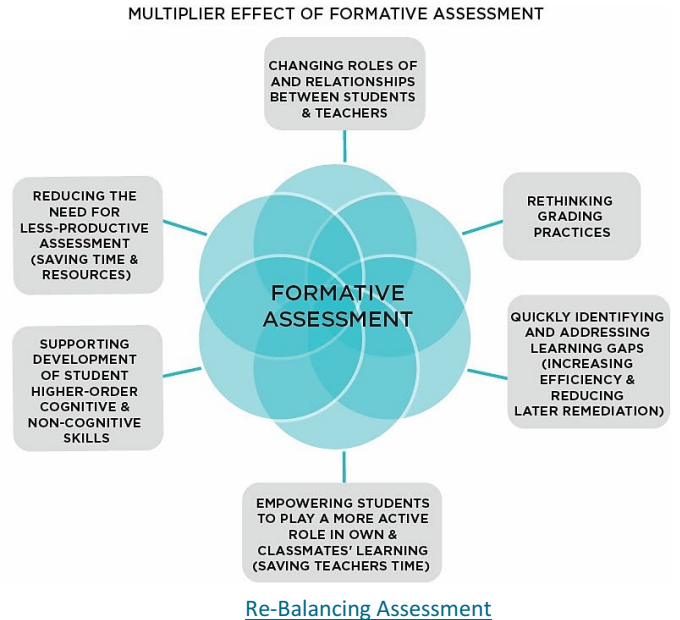 MULTIPLIER EFFECT OF FORMATIVE ASSESSMENT
CHANGING ROLES OF
AND RELATIONSHIPS
BETWEEN STUDENTS
& TEACHERS
REDUCING THE
NEED FOR
LESS-PRODUCTIVE
ASSESSMENT
(SAVING TIME &
RESOURCES)
RETHINKING
GRADING
PRACTICES
FORMATIVE
ASSESSMENT
SUPPORTING
DEVELOPMENT
OF STUDENT
HIGHER-ORDER
COGNITIVE &
NON-COGNITIVE
SKILLS
QUICKLY IDENTIFYING
AND ADDRESSING
LEARNING GAPS
(INCREASING
EFFICIENCY &
REDUCING
LATER REMEDIATION)
EMPOWERING STUDENTS
TO PLAY A MORE ACTIVE
ROLE IN OWN &
CLASSMATES' LEARNING
(SAVING TEACHERS TIME)
Re-Balancing Assessment